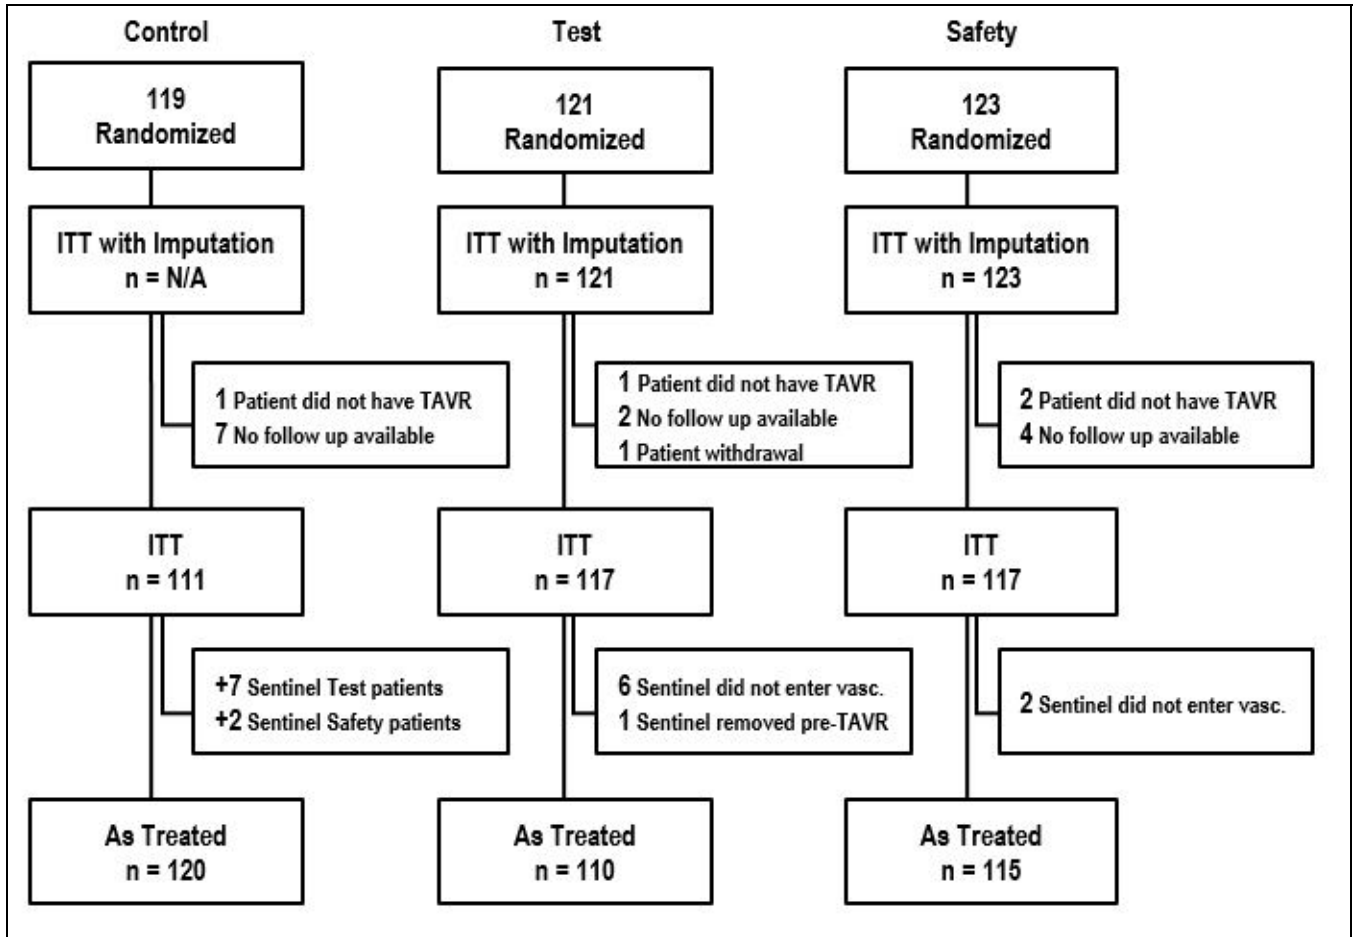 Control
119
Randomized
ITT with Imputation
n = N/A
1 Patient did not have TAVR
7 No follow up available
ITT
n = 111
+7 Sentinel Test patients
+2 Sentinel Safety patients
As Treated
n = 120
Test
121
Randomized
ITT with Imputation
n = 121
1 Patient did not have TAVR
2 No follow up available
1 Patient withdrawal
ITT
n = 117
6 Sentinel did not enter vasc.
1 Sentinel removed pre-TAVR
As Treated
n = 110
Safety
123
Randomized
ITT with Imputation
n = 123
2 Patient did not have TAVR
4 No follow up available
ITT
n = 117
2 Sentinel did not enter vasc.
As Treated
n = 115